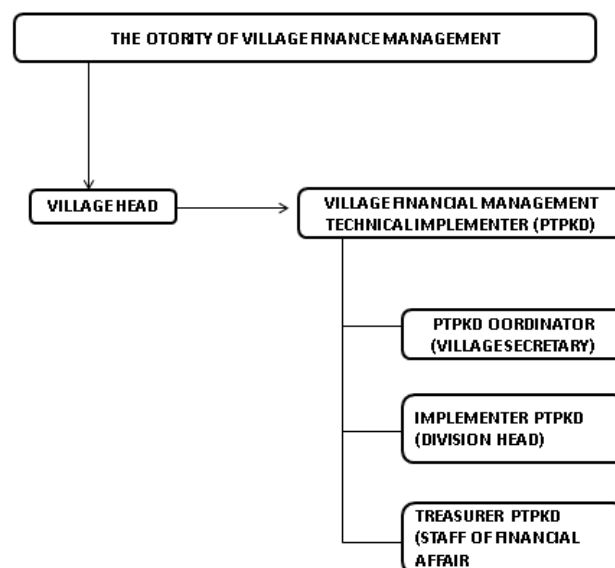 THE OTORITY OF VILLAGE FINANCE MANAGEMENT
VILLAGE HEAD
VILLAGE FINANCIAL MANAGEMENT
TECHNICAL IMPLEMENTER (PTPKD)
PTPKD OORDINATOR
(VILLAGE SECRETARY)
IMPLEMENTER PTPKD
(DIVISION HEAD)
TREASURER PTPKD
(STAFF OF FINANCIAL
AFFAIR